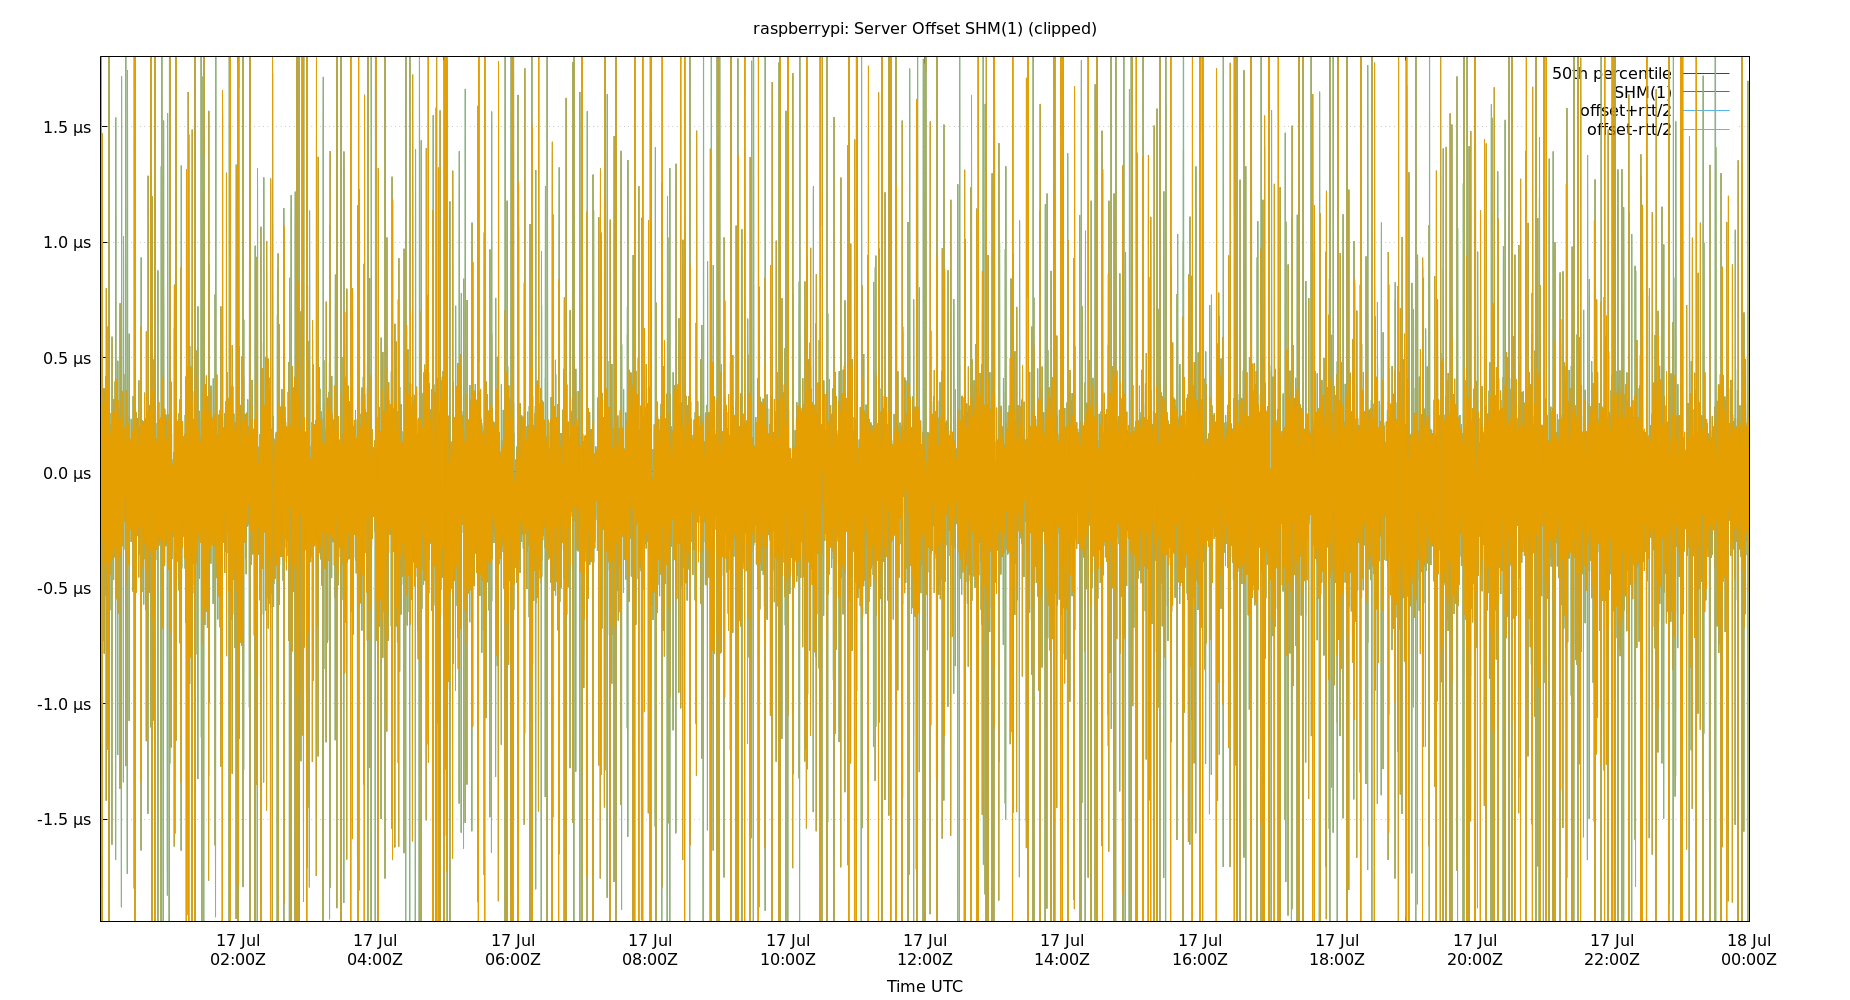 raspberrypi: Server Offset SHM(1) (clipped)
50th percentile
SHM(1)
offset+rtt/2
offset-rtt/2
1.5 µs
1.0 µs
0.5 µs
0.0 µs
-0.5 µs
-1.0 µs
-1.5 µs
17 Jul 17 Jul 17 Jul 17 Jul 17 Jul 17 Jul 17 Jul 17 Jul 17 Jul 17 Jul 17 Jul 18 Jul
02:00Z 04:00Z 06:00Z 08:00Z 10:00Z 12:00Z 14:00Z 16:00Z 18:00Z 20:00Z 22:00Z 00:00Z
Time UTC